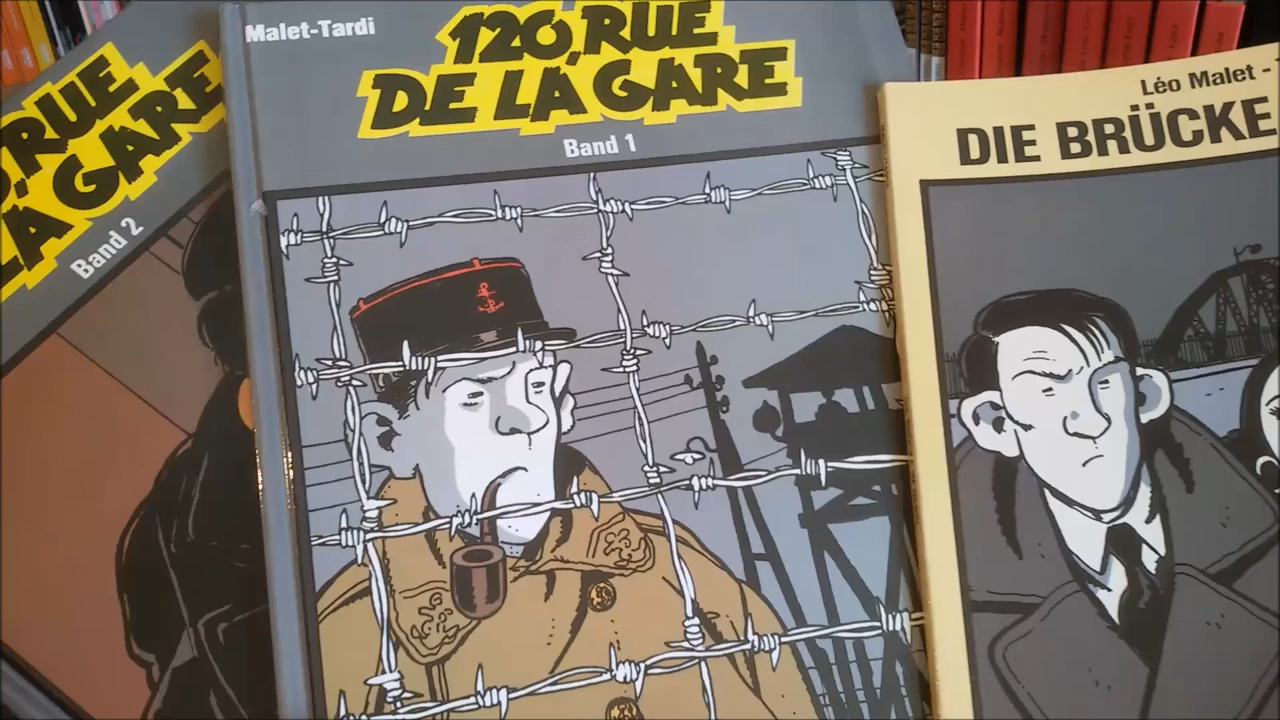 , RUE
LA GARE
Band 2
Malet-Tardi
120, RUE
DE LA GARE
Band 1
Léo Malet -
DIE BRÜCKE